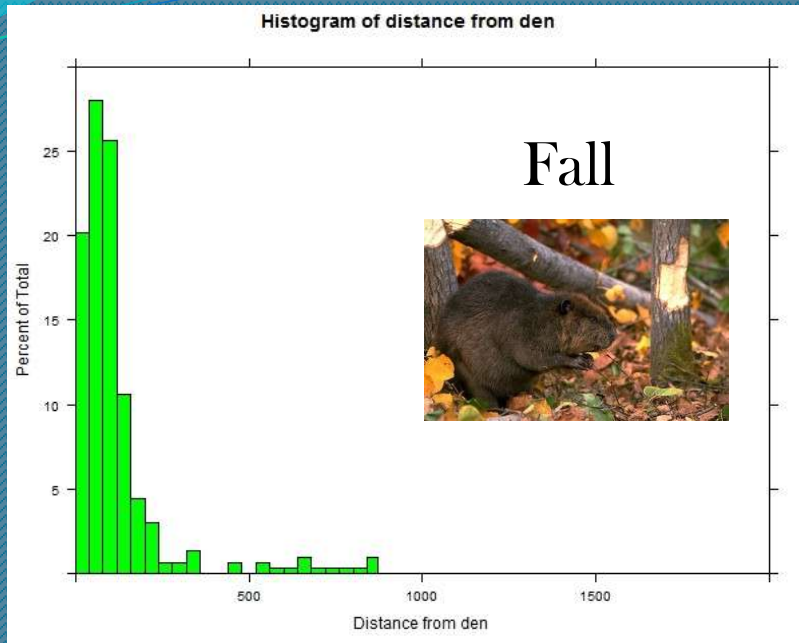 Histogram of distance from den
Fall
25
20
15
10
5
Percent of Total
500
1000
1500
Distance from den